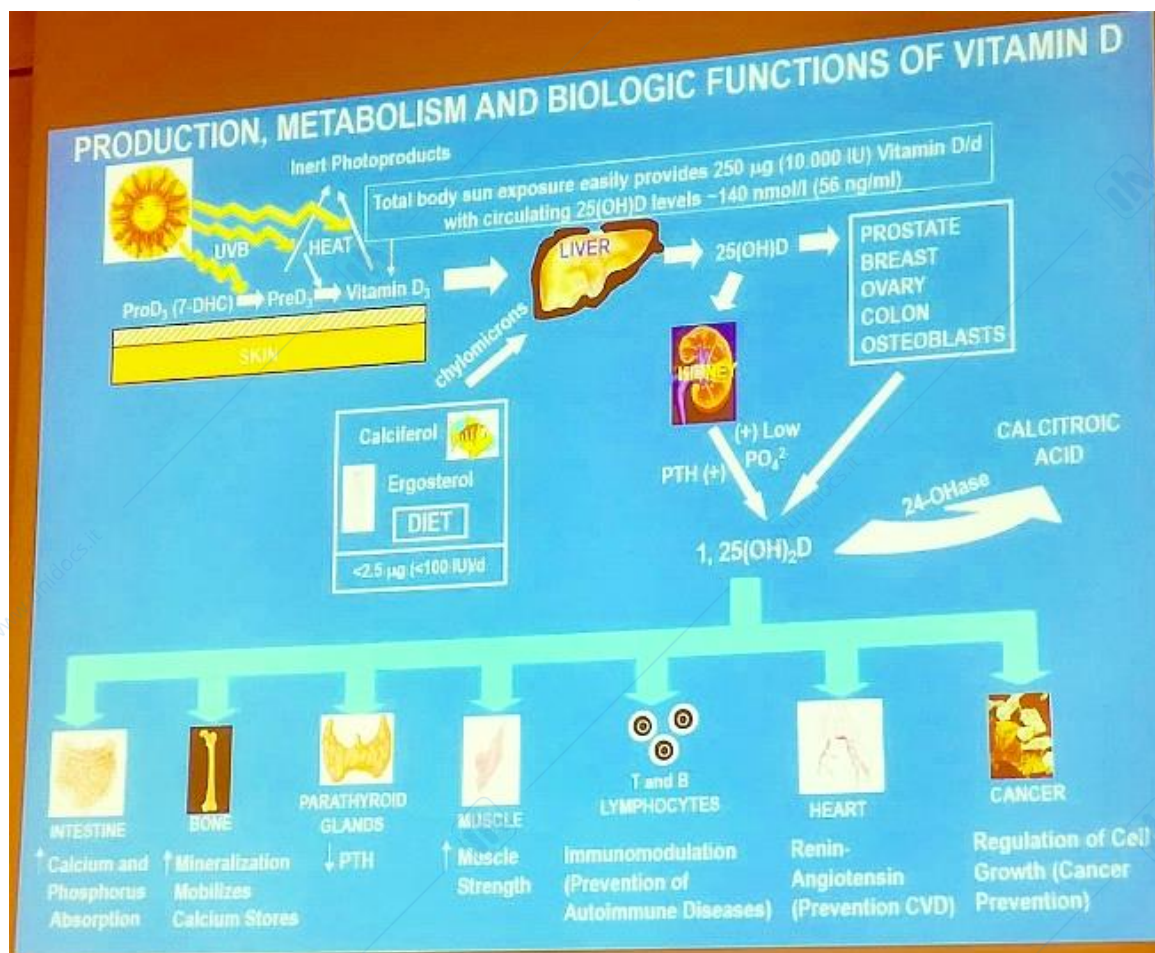 PRODUCTION, METABOLISM AND BIOLOGIC FUNCTIONS OF VITAMIN D
Inert Photoproducts
Total body sun exposure easily provides 250 µg (10.000 IU) Vitamin D/d
with circulating 25(OH)D levels ~140 nmol/l (56 ng/ml)
UVB
HEAT
ProD₃ (7-DHC)
PreD₃
Vitamin D₃
SKIN
LIVER
25(OH)D
PROSTATE
BREAST
OVARY
COLON
OSTEOBLASTS
chylomicrons
KIDNEY
Calciferol
Ergosterol
DIET
<2.5 µg (<100 IU)/d
PTH (+)
(+) Low
PO₄²⁻
1, 25(OH)₂D
24-OHase
CALCITROIC
ACID
INTESTINE
↑ Calcium and
Phosphorus
Absorption
BONE
↑ Mineralization
Mobilizes
Calcium Stores
PARATHYROID
GLANDS
↓ PTH
MUSCLE
↑ Muscle
Strength
T and B
LYMPHOCYTES
Immunomodulation
(Prevention of
Autoimmune Diseases)
HEART
Renin-
Angiotensin
(Prevention CVD)
CANCER
Regulation of Cell
Growth (Cancer
Prevention)